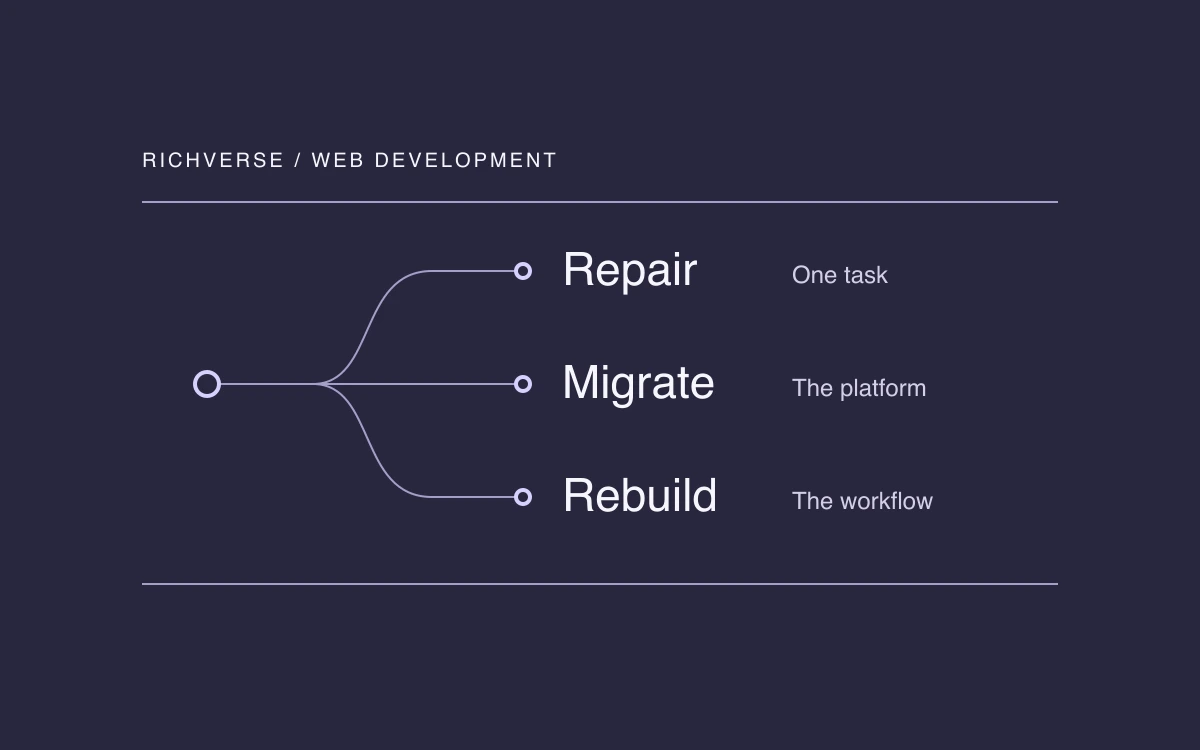 RICHVERSE / WEB DEVELOPMENT
Repair One task
Migrate The platform
Rebuild The workflow